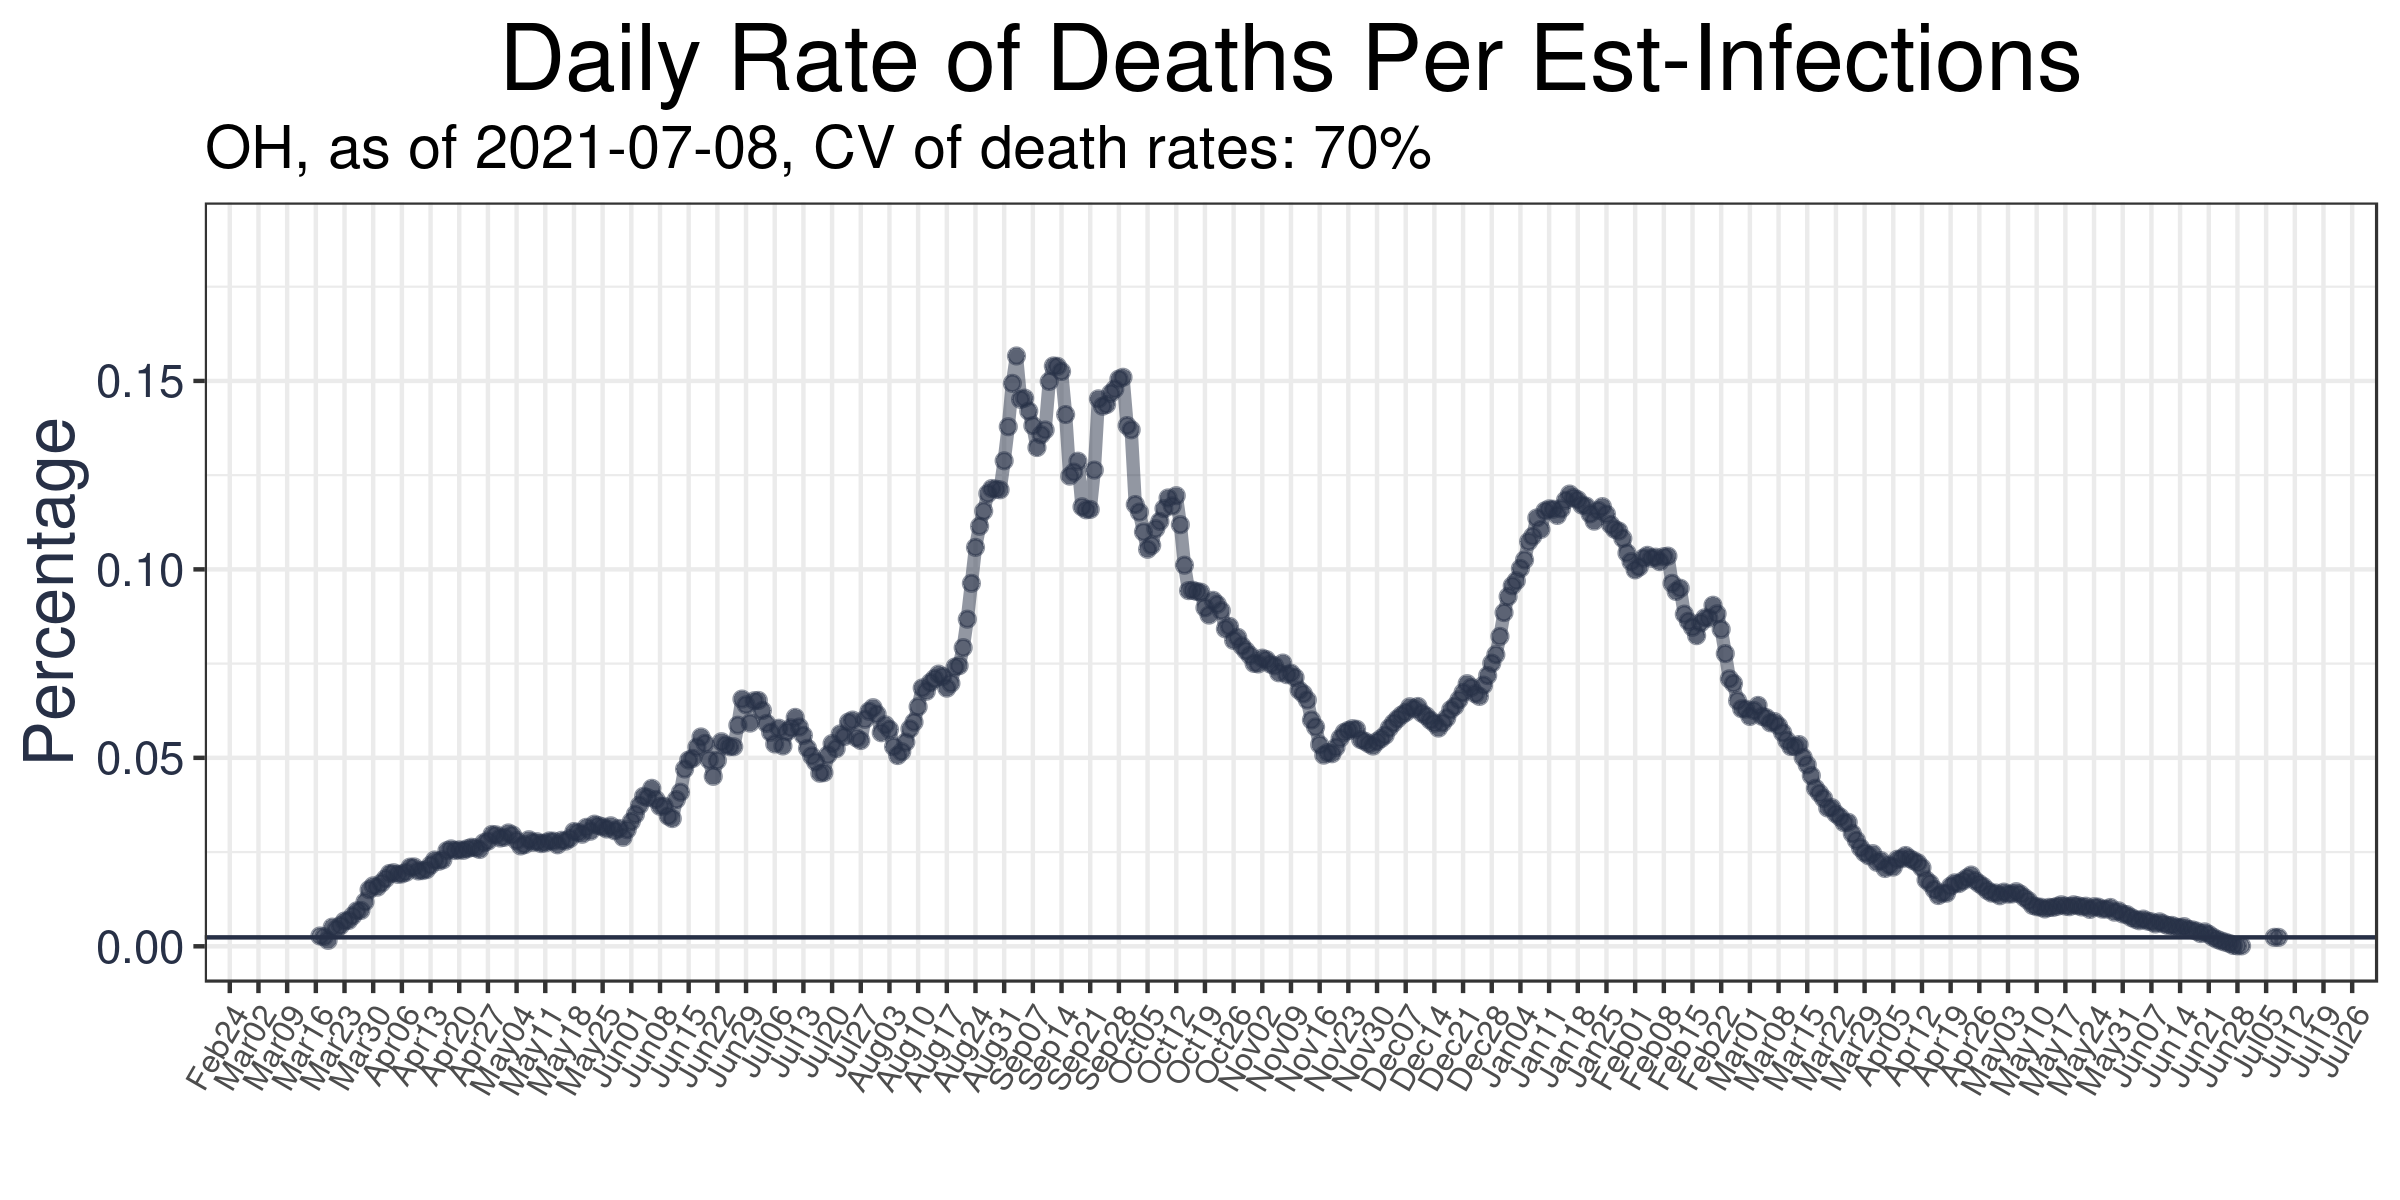 Daily Rate of Deaths Per Est-Infections
OH, as of 2021-07-08, CV of death rates: 70%
Percentage
0.15
0.10
0.05
0.00
Feb24
Mar02
Mar09
Mar16
Mar23
Mar30
Apr06
Apr13
Apr20
Apr27
May04
May11
May18
May25
Jun01
Jun08
Jun15
Jun22
Jun29
Jul06
Jul13
Jul20
Jul27
Aug03
Aug10
Aug17
Aug24
Aug31
Sep07
Sep14
Sep21
Sep28
Oct05
Oct12
Oct19
Oct26
Nov02
Nov09
Nov16
Nov23
Nov30
Dec07
Dec14
Dec21
Dec28
Jan04
Jan11
Jan18
Jan25
Feb01
Feb08
Feb15
Feb22
Mar01
Mar08
Mar15
Mar22
Mar29
Apr05
Apr12
Apr19
Apr26
May03
May10
May17
May24
May31
Jun07
Jun14
Jun21
Jun28
Jul05
Jul12
Jul19
Jul26